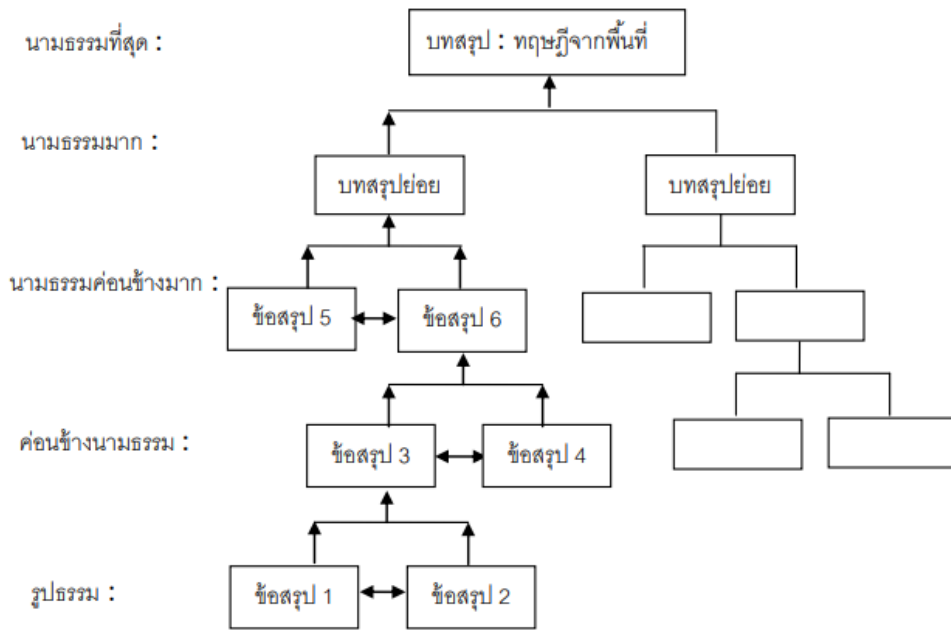 นามธรรมที่สุด :
บทสรุป : ทฤษฎีจากพื้นที่
นามธรรมมาก :
บทสรุปย่อย
บทสรุปย่อย
นามธรรมค่อนข้างมาก :
ข้อสรุป 5
ข้อสรุป 6
ค่อนข้างนามธรรม :
ข้อสรุป 3
ข้อสรุป 4
รูปธรรม :
ข้อสรุป 1
ข้อสรุป 2